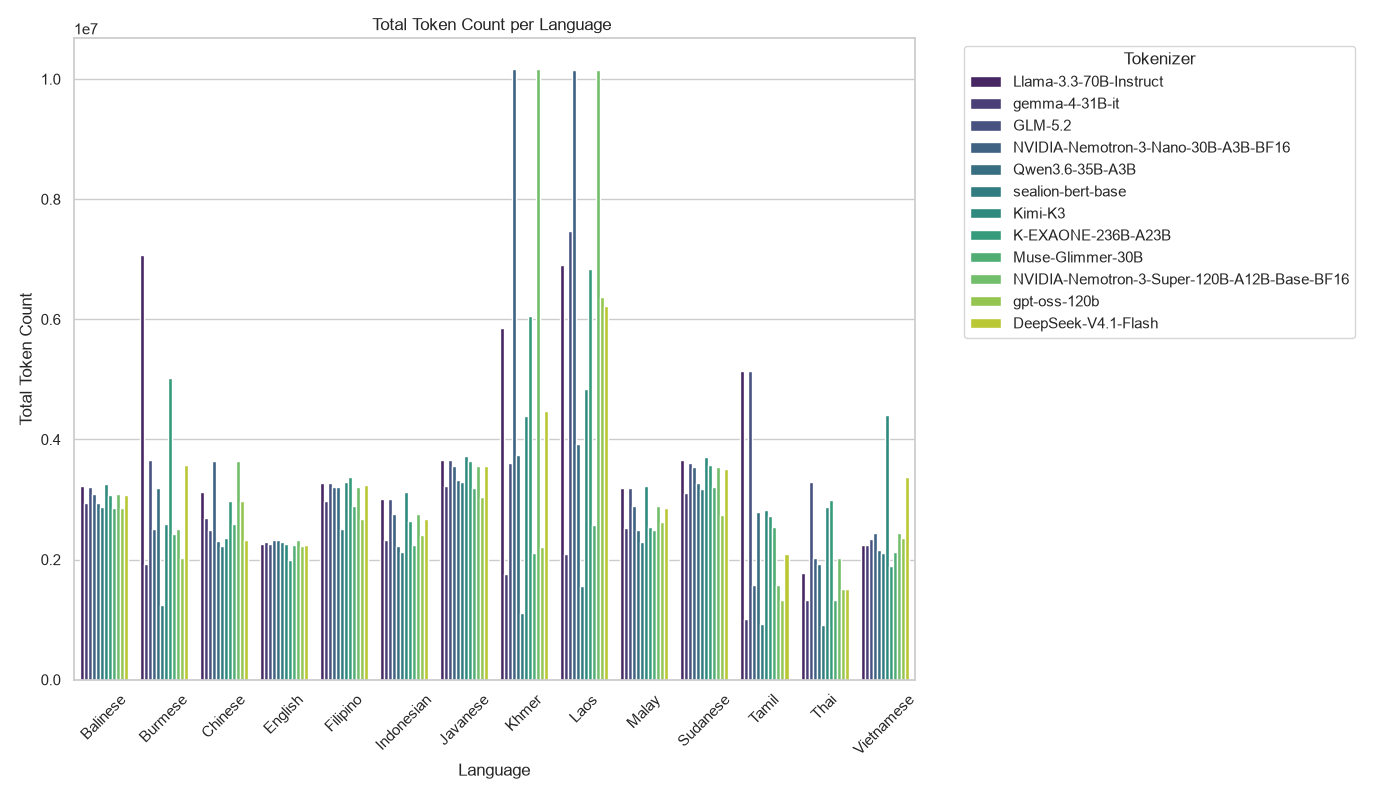 Total Token Count per Language
1e7
1.0
0.8
0.6
0.4
0.2
0.0
Total Token Count
Balinese
Burmese
Chinese
English
Filipino
Indonesian
Javanese
Khmer
Laos
Malay
Sudanese
Tamil
Thai
Vietnamese
Language
Tokenizer
Llama-3.3-70B-Instruct
gemma-4-31B-it
GLM-5.2
NVIDIA-Nemotron-3-Nano-30B-A3B-BF16
Qwen3.6-35B-A3B
sealion-bert-base
Kimi-K3
K-EXAONE-236B-A23B
Muse-Glimmer-30B
NVIDIA-Nemotron-3-Super-120B-A12B-Base-BF16
gpt-oss-120b
DeepSeek-V4.1-Flash